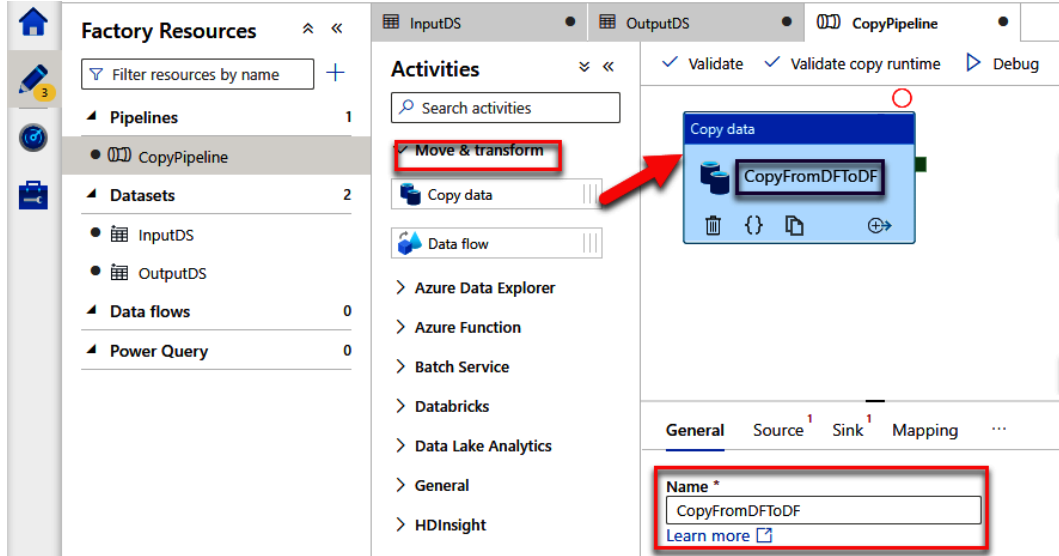 3
Factory Resources
Filter resources by name
Pipelines 1
CopyPipeline
Datasets 2
InputDS
OutputDS
Data flows 0
Power Query 0
InputDS
OutputDS
CopyPipeline
Activities
Search activities
Move & transform
Copy data
Data flow
Azure Data Explorer
Azure Function
Batch Service
Databricks
Data Lake Analytics
General
HDInsight
Validate Validate copy runtime Debug
Copy data
CopyFromDFToDF
{}
General Source 1 Sink 1 Mapping ...
Name *
CopyFromDFToDF
Learn more